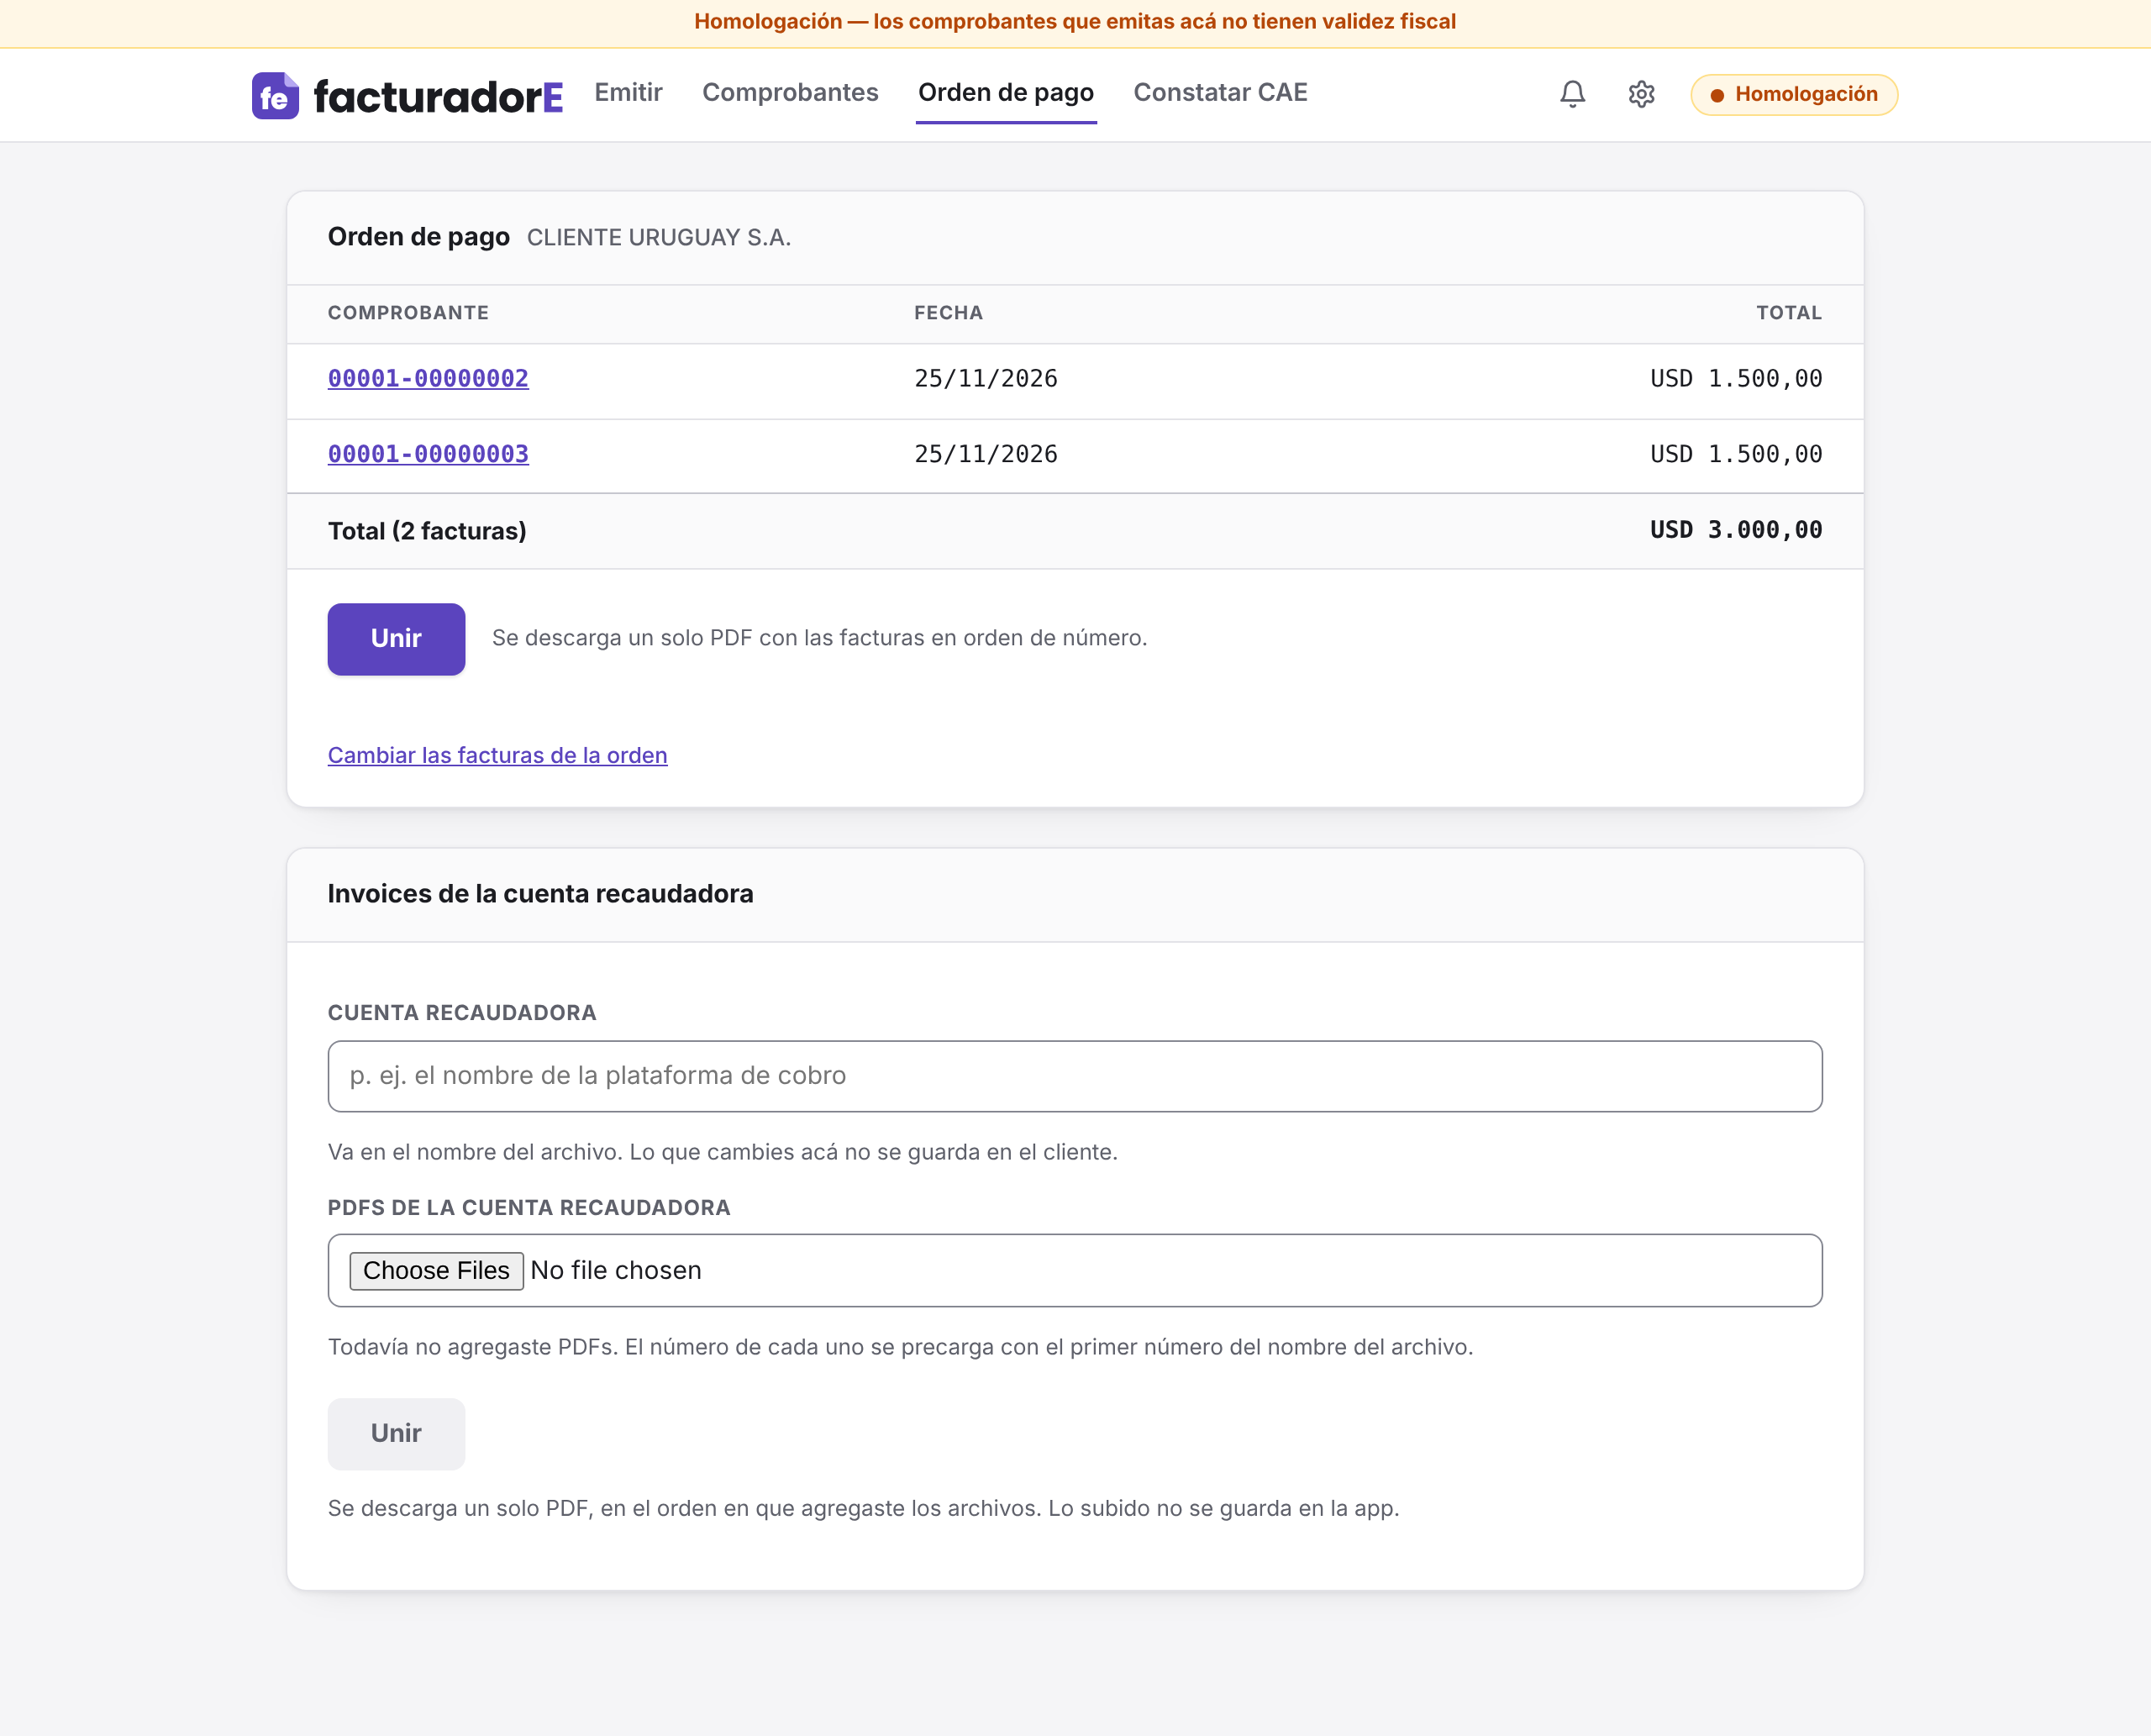 Homologación — los comprobantes que emitas acá no tienen validez fiscal
fe facturadorE Emitir Comprobantes Orden de pago Constatar CAE Homologación
Orden de pago CLIENTE URUGUAY S.A.
COMPROBANTE FECHA TOTAL
00001-00000002 25/11/2026 USD 1.500,00
00001-00000003 25/11/2026 USD 1.500,00
Total (2 facturas) USD 3.000,00
Unir Se descarga un solo PDF con las facturas en orden de número.
Cambiar las facturas de la orden
Invoices de la cuenta recaudadora
CUENTA RECAUDADORA
p. ej. el nombre de la plataforma de cobro
Va en el nombre del archivo. Lo que cambies acá no se guarda en el cliente.
PDFS DE LA CUENTA RECAUDADORA
Choose Files No file chosen
Todavía no agregaste PDFs. El número de cada uno se precarga con el primer número del nombre del archivo.
Unir
Se descarga un solo PDF, en el orden en que agregaste los archivos. Lo subido no se guarda en la app.